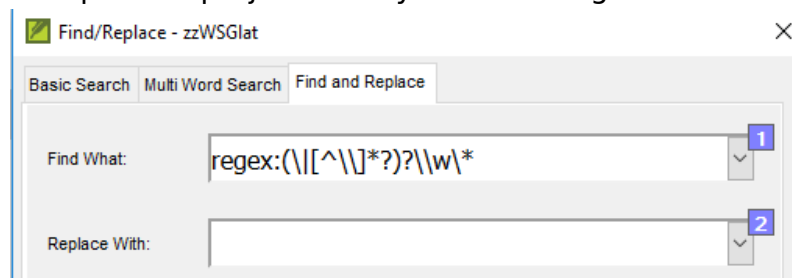 Find/Replace - zzWSGlat
Basic Search Multi Word Search Find and Replace
1
Find What: regex:(\|[^\\]*?)?\\w\*
2
Replace With: